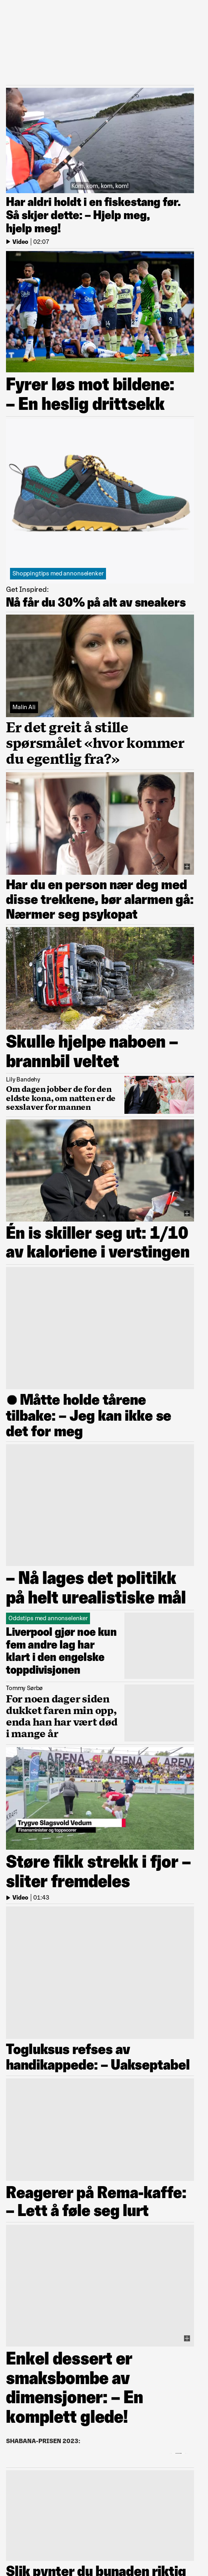 Kom, kom, kom, kom!
Har aldri holdt i en fiskestang før.
Så skjer dette: – Hjelp meg,
hjelp meg!
Video | 02:07
Fyrer løs mot bildene:
– En heslig drittsekk
Shoppingtips med annonselenker
Get Inspired:
Nå får du 30% på alt av sneakers
Malin Ali
Er det greit å stille
spørsmålet «hvor kommer
du egentlig fra?»
Har du en person nær deg med
disse trekkene, bør alarmen gå:
Nærmer seg psykopat
Skulle hjelpe naboen –
brannbil veltet
Lily Bandehy
Om dagen jobber de for den
eldste kona, om natten er de
sexslaver for mannen
Én is skiller seg ut: 1/10
av kaloriene i verstingen
Måtte holde tårene
tilbake: – Jeg kan ikke se
det for meg
– Nå lages det politikk
på helt urealistiske mål
Oddstips med annonselenker
Liverpool gjør noe kun
fem andre lag har
klart i den engelske
toppdivisjonen
Tommy Sørbø
For noen dager siden
dukket faren min opp,
enda han har vært død
i mange år
ARENA ARENA
Trygve Slagsvold Vedum
Finansminister og toppscorer
Støre fikk strekk i fjor –
sliter fremdeles
Video | 01:43
Togluksus refses av
handikappede: – Uakseptabel
Reagerer på Rema-kaffe:
– Lett å føle seg lurt
Enkel dessert er
smaksbombe av
dimensjoner: – En
komplett glede!
SHABANA-PRISEN 2023:
Slik pynter du bunaden riktig